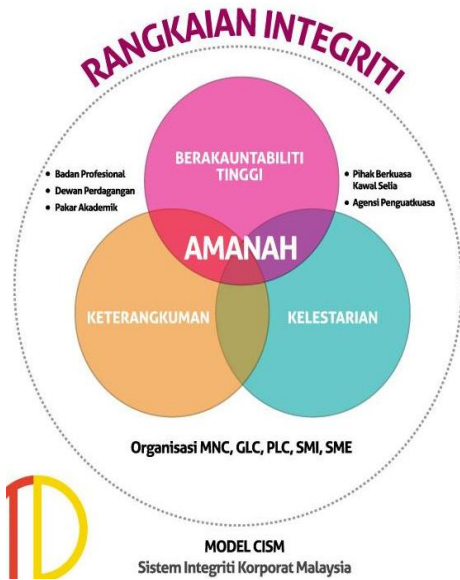 RANGKAIAN INTEGRITI
BERAKAUNTABILITI
TINGGI
• Badan Profesional
• Dewan Perdagangan
• Pakar Akademik
• Pihak Berkuasa
Kawal Selia
• Agensi Penguatkuasa
AMANAH
KETERANGKUMAN
KELESTARIAN
Organisasi MNC, GLC, PLC, SMI, SME
MODEL CISM
Sistem Integriti Korporat Malaysia